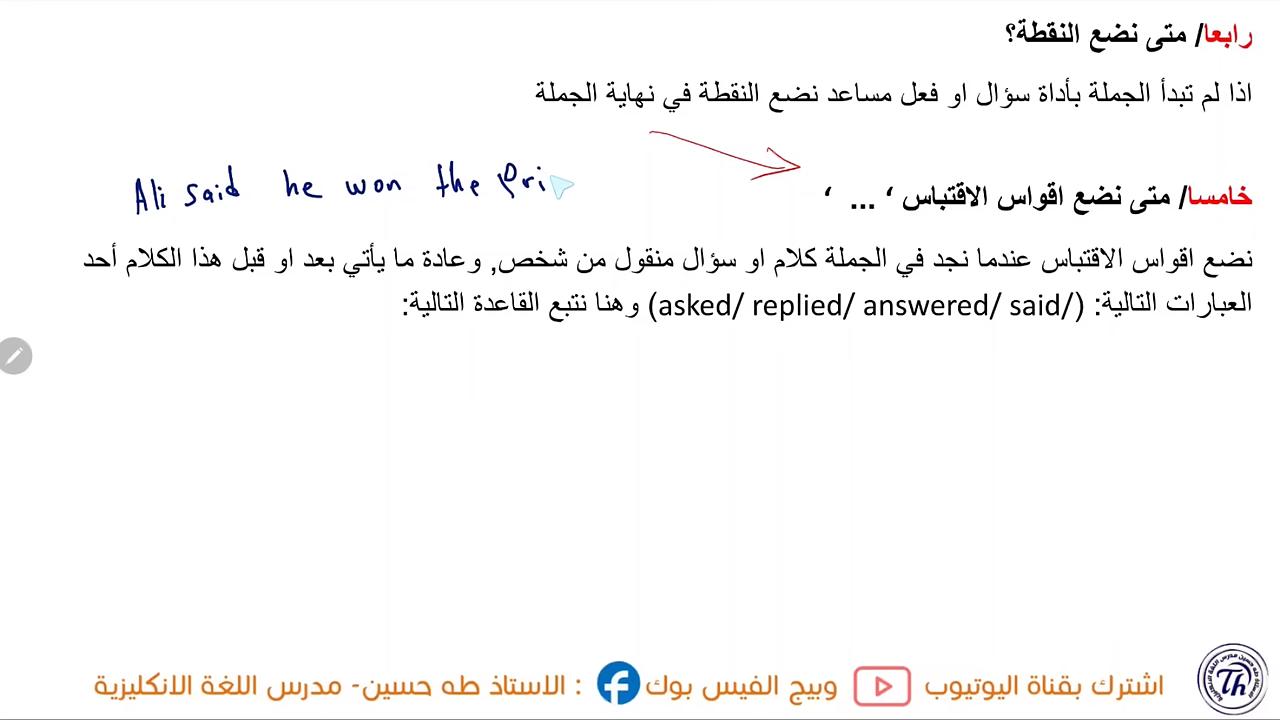 رابعا/ متى نضع النقطة؟
اذا لم تبدأ الجملة بأداة سؤال او فعل مساعد نضع النقطة في نهاية الجملة
Ali said he won the pri
خامسا/ متى نضع اقواس الاقتباس ‘ ... ‘
نضع اقواس الاقتباس عندما نجد في الجملة كلام او سؤال منقول من شخص, وعادة ما يأتي بعد او قبل هذا الكلام أحد
العبارات التالية: (asked/ replied/ answered/ said/) وهنا نتبع القاعدة التالية:
اشترك بقناة اليوتيوب وبيج الفيس بوك : الاستاذ طه حسين- مدرس اللغة الانكليزية
Th